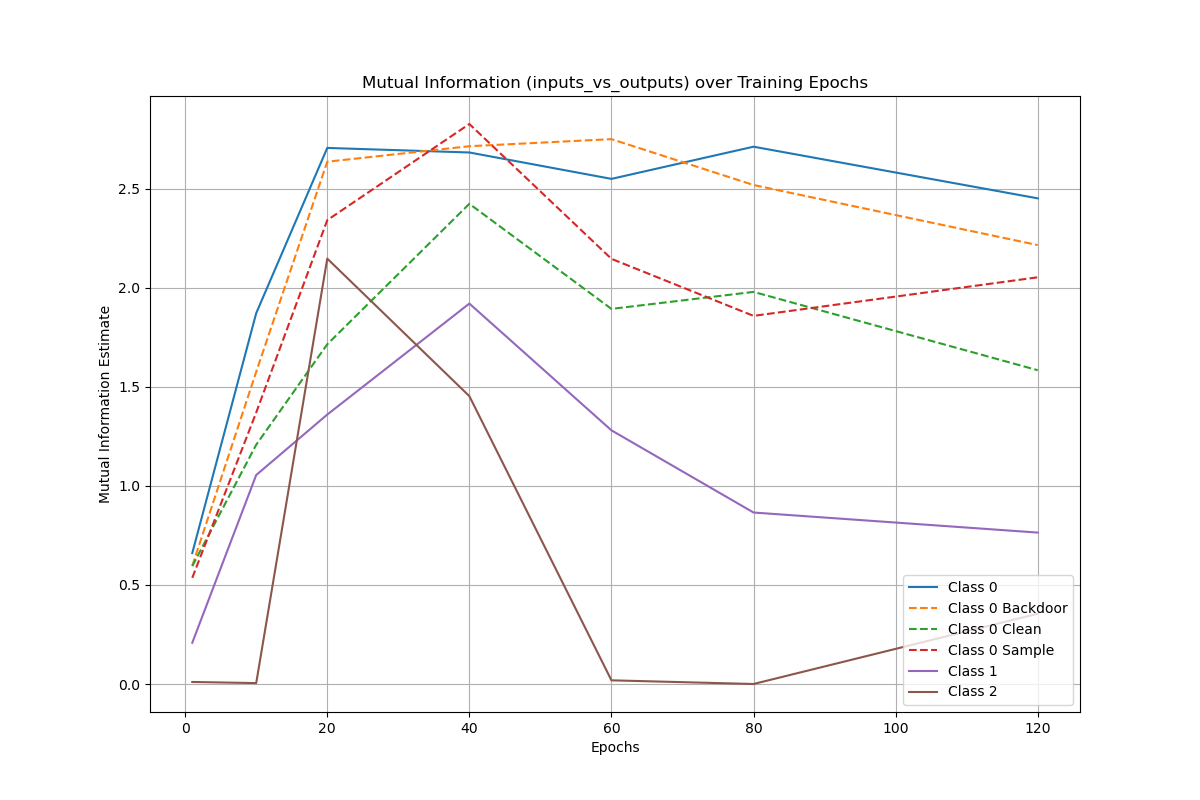 Mutual Information (inputs_vs_outputs) over Training Epochs
Mutual Information Estimate
2.5
2.0
1.5
1.0
0.5
0.0
Class 0
Class 0 Backdoor
Class 0 Clean
Class 0 Sample
Class 1
Class 2
0 20 40 60 80 100 120
Epochs